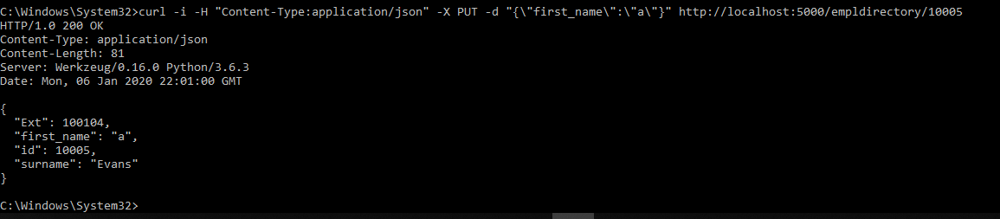 C:\Windows\System32>curl -i -H "Content-Type:application/json" -X PUT -d "{\"first_name\":\"a\"}" http://localhost:5000/empldirectory/10005
HTTP/1.0 200 OK
Content-Type: application/json
Content-Length: 81
Server: Werkzeug/0.16.0 Python/3.6.3
Date: Mon, 06 Jan 2020 22:01:00 GMT

{
  "Ext": 100104,
  "first_name": "a",
  "id": 10005,
  "surname": "Evans"
}

C:\Windows\System32>